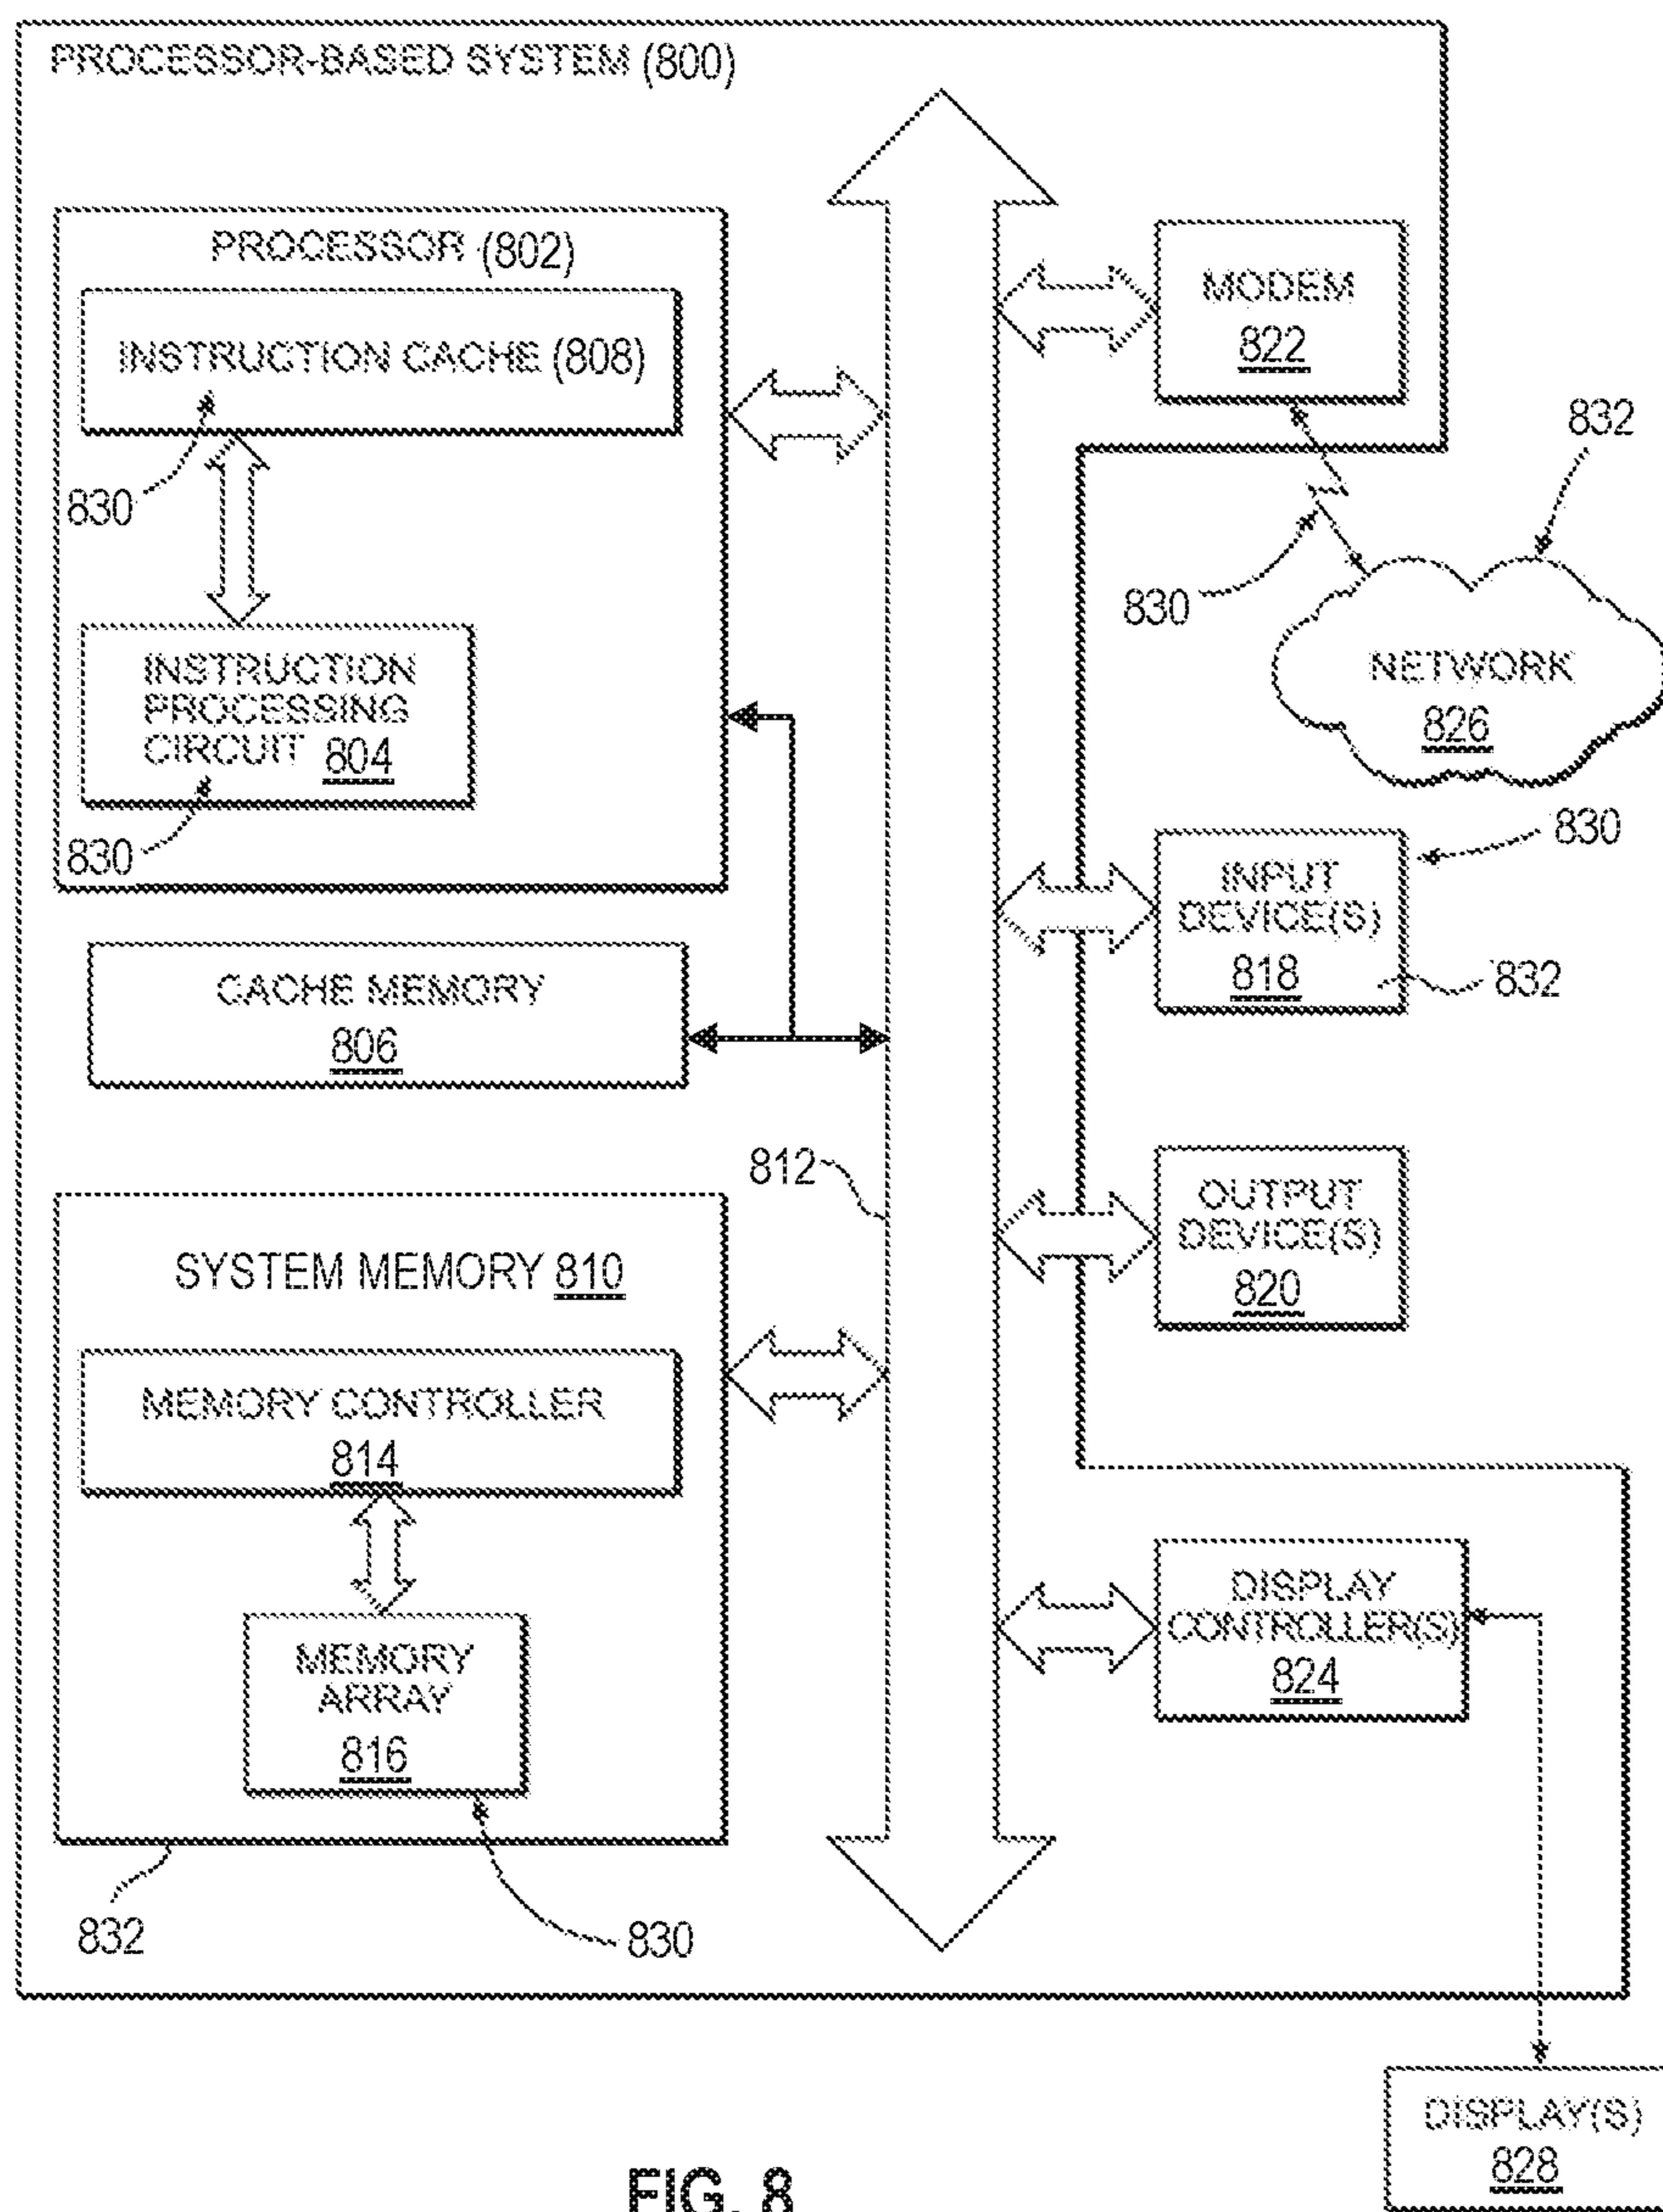 PROCESSOR-BASED SYSTEM (800)
PROCESSOR (802)
INSTRUCTION CACHE (808)
830
INSTRUCTION
PROCESSING
CIRCUIT 804
830
CACHE MEMORY
806
812
SYSTEM MEMORY 810
MEMORY CONTROLLER
814
MEMORY
ARRAY
816
832
830
MODEM
822
832
830
NETWORK
826
830
INPUT
DEVICE(S)
818
832
OUTPUT
DEVICE(S)
820
DISPLAY
CONTROLLER(S)
824
DISPLAY(S)
828
FIG. 8